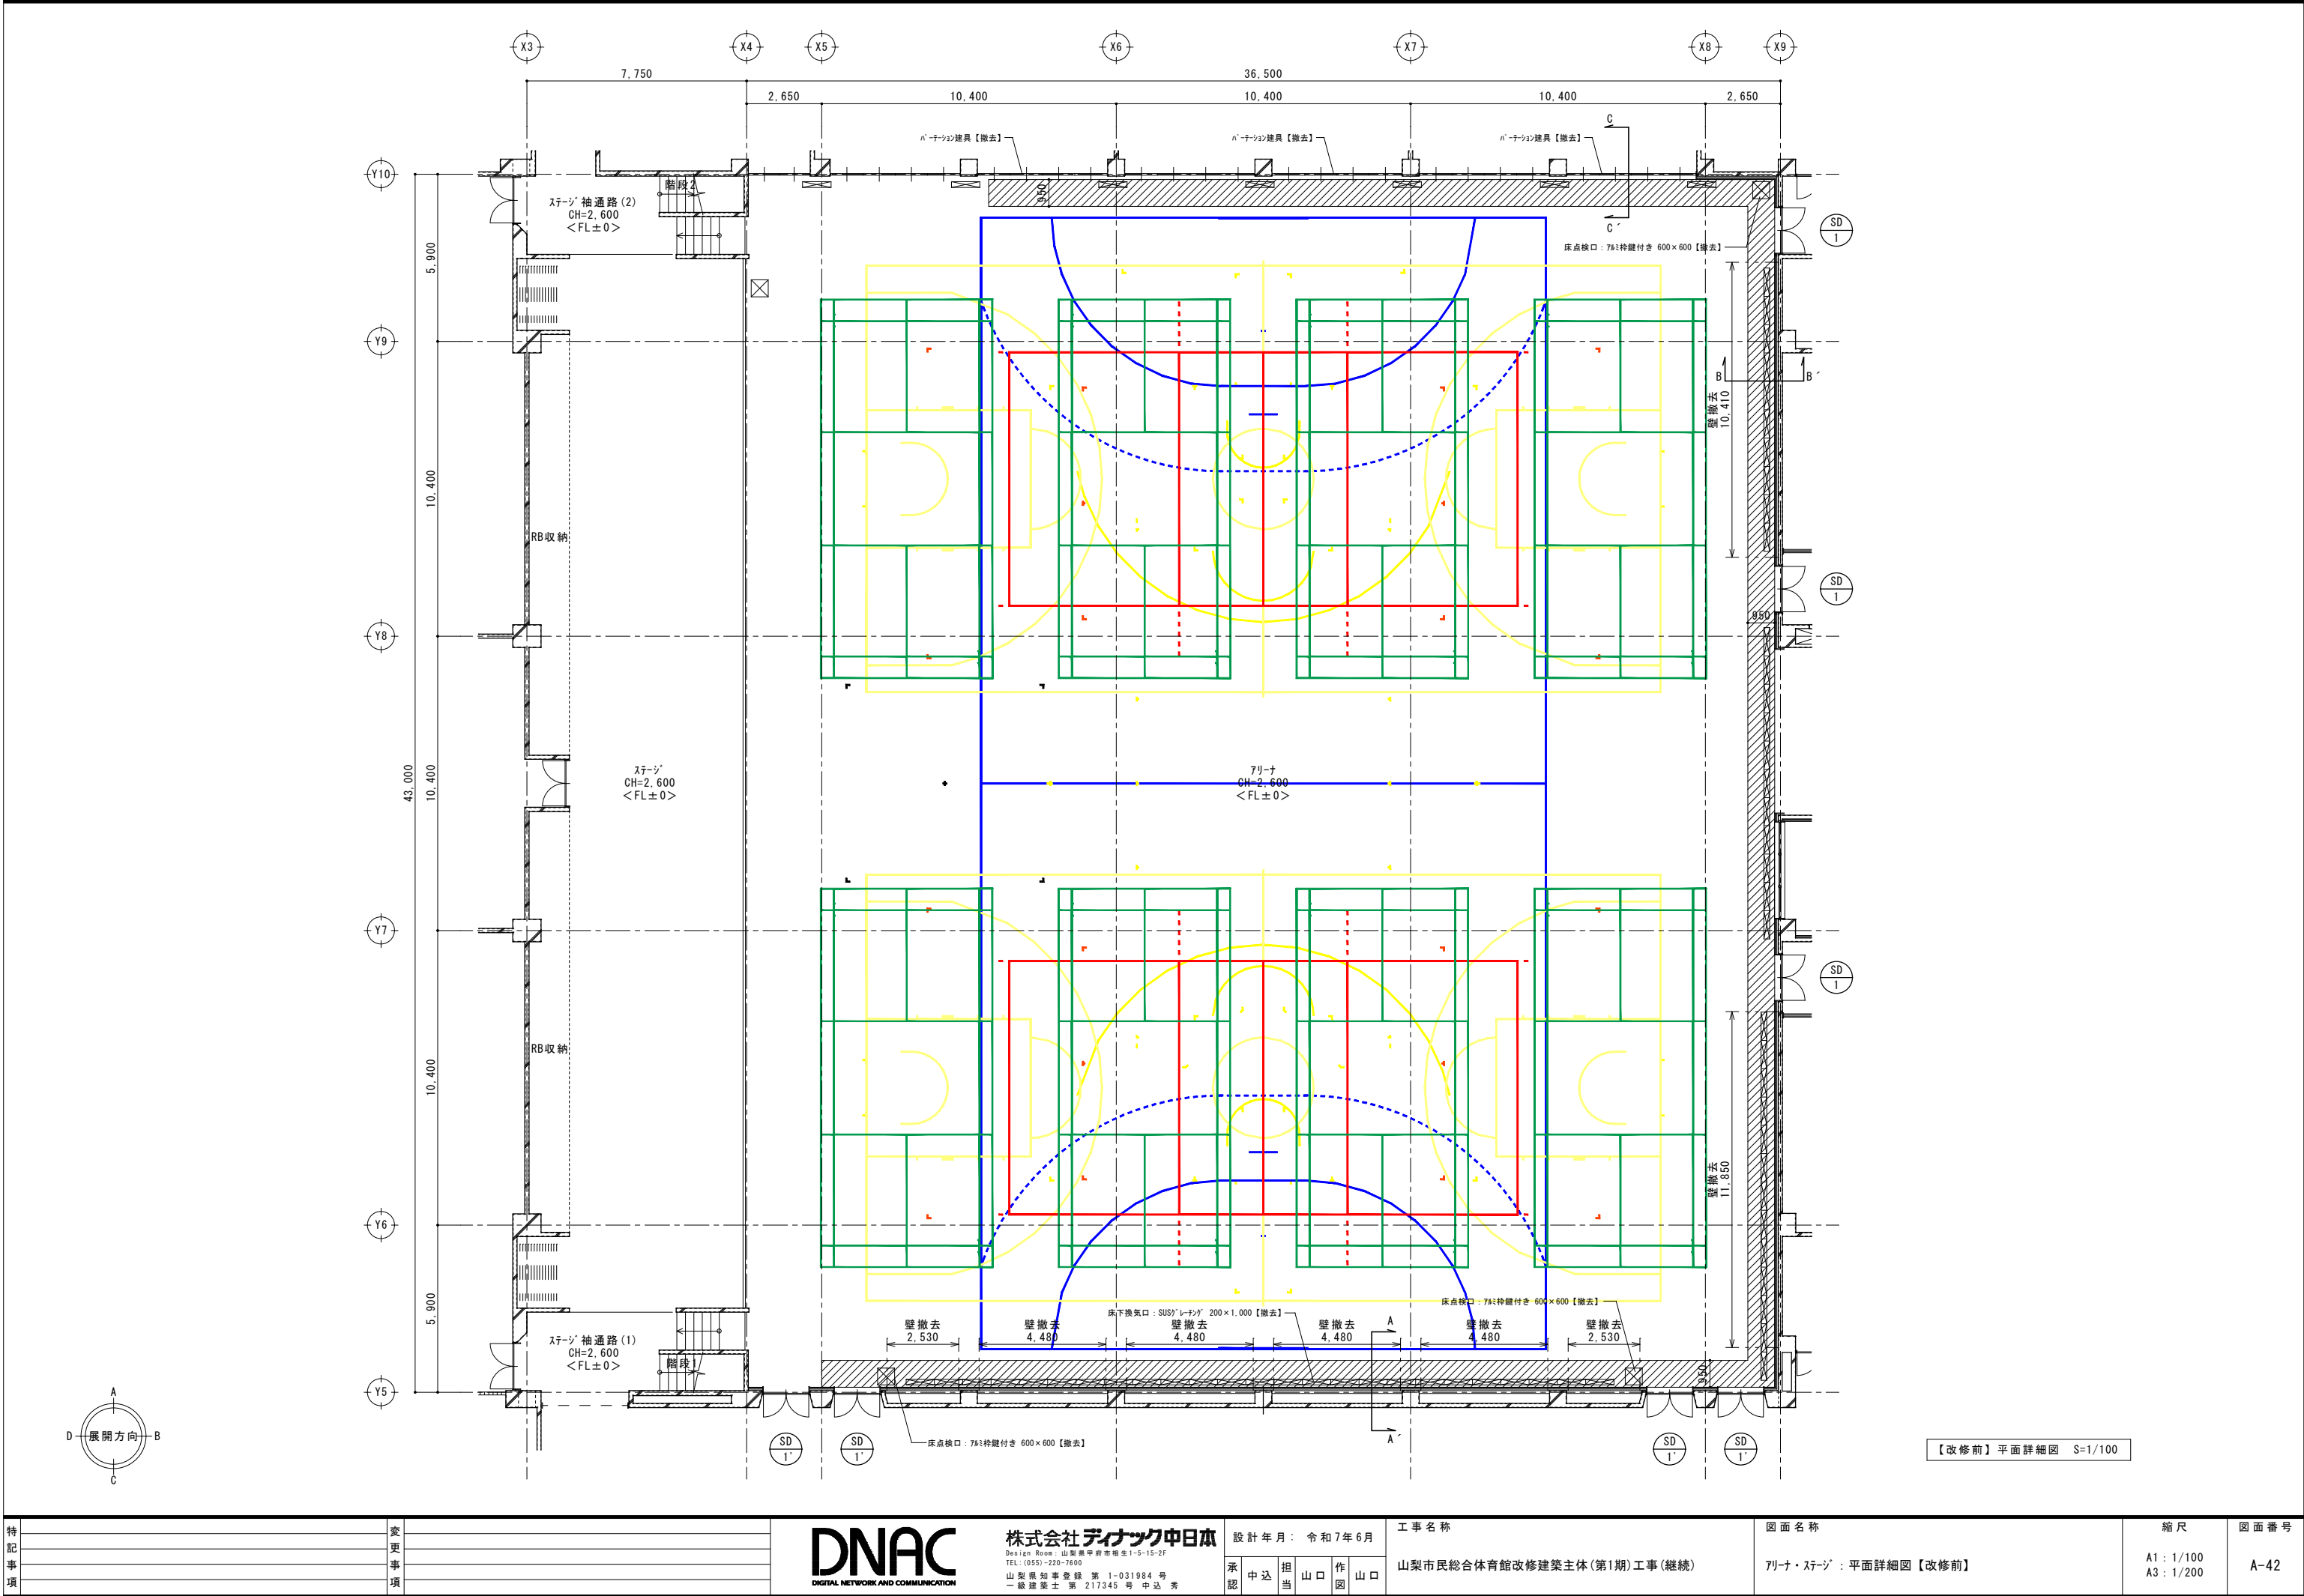 X3 X4 X5 X6 X7 X8 X9
7,750 36,500
2,650 10,400 10,400 10,400 2,650
ﾊﾟｰﾃｰｼｮﾝ建具【撤去】 ﾊﾟｰﾃｰｼｮﾝ建具【撤去】 ﾊﾟｰﾃｰｼｮﾝ建具【撤去】
C
Y10
階段2
950
ｽﾃｰｼﾞ袖通路(2)
CH=2,600
<FL±0>
C´
SD
1
床点検口：ｱﾙﾐ枠鍵付き 600×600【撤去】
5,900
Y9
B B´
壁撤去
10,410
10,400
RB収納
SD
1
950
Y8
ｽﾃｰｼﾞ
CH=2,600
<FL±0>
ｱﾘｰﾅ
CH=2,600
<FL±0>
43,000
10,400
Y7
SD
1
RB収納
10,400
壁撤去
11,850
Y6
5,900
床下換気口：SUSｸﾞﾚｰﾁﾝｸﾞ 200×1,000【撤去】
床点検口：ｱﾙﾐ枠鍵付き 600×600【撤去】
壁撤去 壁撤去 壁撤去 壁撤去 壁撤去 壁撤去
2,530 4,480 4,480 4,480 4,480 2,530
A
ｽﾃｰｼﾞ袖通路(1)
CH=2,600
<FL±0>
階段1
950
Y5
A´
床点検口：ｱﾙﾐ枠鍵付き 600×600【撤去】
SD
1'
SD
1'
SD
1'
SD
1'
A
D 展開方向 B
C
【改修前】平面詳細図 S=1/100
特記事項
変更事項
DNAC
DIGITAL NETWORK AND COMMUNICATION
株式会社ディナック中日本
Design Room：山梨県甲府市相生1-5-15-2F
TEL：(055)-220-7600
山梨県知事登録 第 1-031984 号
一級建築士 第 217345 号 中込 秀
設計年月： 令和7年6月
承認 中込 担当 山口 作図 山口
工事名称
山梨市民総合体育館改修建築主体(第1期)工事(継続)
図面名称
ｱﾘｰﾅ・ｽﾃｰｼﾞ：平面詳細図【改修前】
縮尺
A1：1/100
A3：1/200
図面番号
A-42